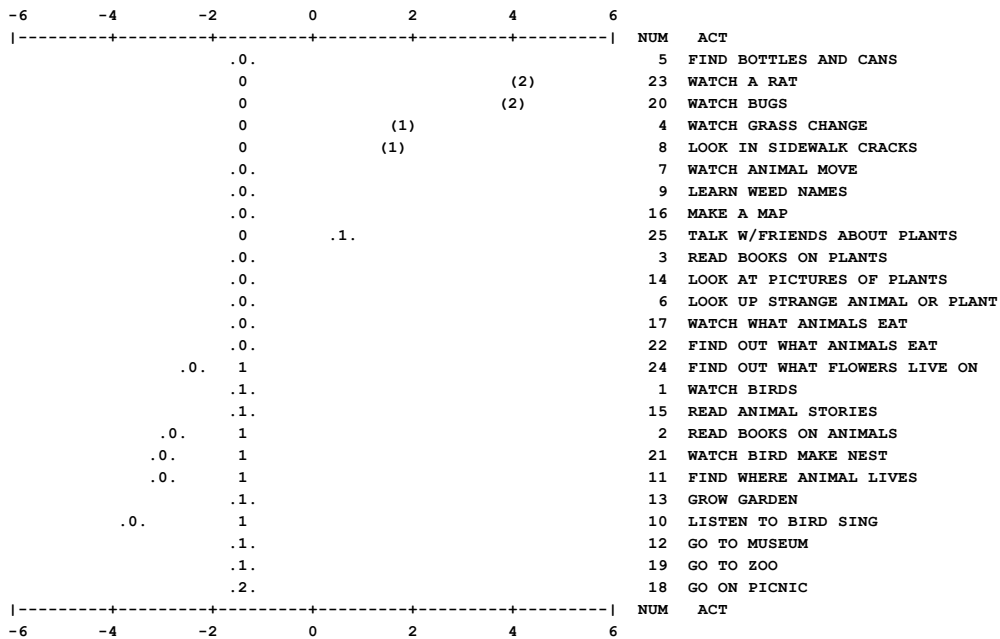 -6 -4 -2 0 2 4 6
|---------+---------+---------+---------+---------+---------| NUM ACT
.0. 5 FIND BOTTLES AND CANS
0 (2) 23 WATCH A RAT
0 (2) 20 WATCH BUGS
0 (1) 4 WATCH GRASS CHANGE
0 (1) 8 LOOK IN SIDEWALK CRACKS
.0. 7 WATCH ANIMAL MOVE
.0. 9 LEARN WEED NAMES
.0. 16 MAKE A MAP
0 .1. 25 TALK W/FRIENDS ABOUT PLANTS
.0. 3 READ BOOKS ON PLANTS
.0. 14 LOOK AT PICTURES OF PLANTS
.0. 6 LOOK UP STRANGE ANIMAL OR PLANT
.0. 17 WATCH WHAT ANIMALS EAT
.0. 22 FIND OUT WHAT ANIMALS EAT
.0. 1 24 FIND OUT WHAT FLOWERS LIVE ON
.1. 1 WATCH BIRDS
.1. 15 READ ANIMAL STORIES
.0. 1 2 READ BOOKS ON ANIMALS
.0. 1 21 WATCH BIRD MAKE NEST
.0. 1 11 FIND WHERE ANIMAL LIVES
.1. 13 GROW GARDEN
.0. 1 10 LISTEN TO BIRD SING
.1. 12 GO TO MUSEUM
.1. 19 GO TO ZOO
.2. 18 GO ON PICNIC
|---------+---------+---------+---------+---------+---------| NUM ACT
-6 -4 -2 0 2 4 6